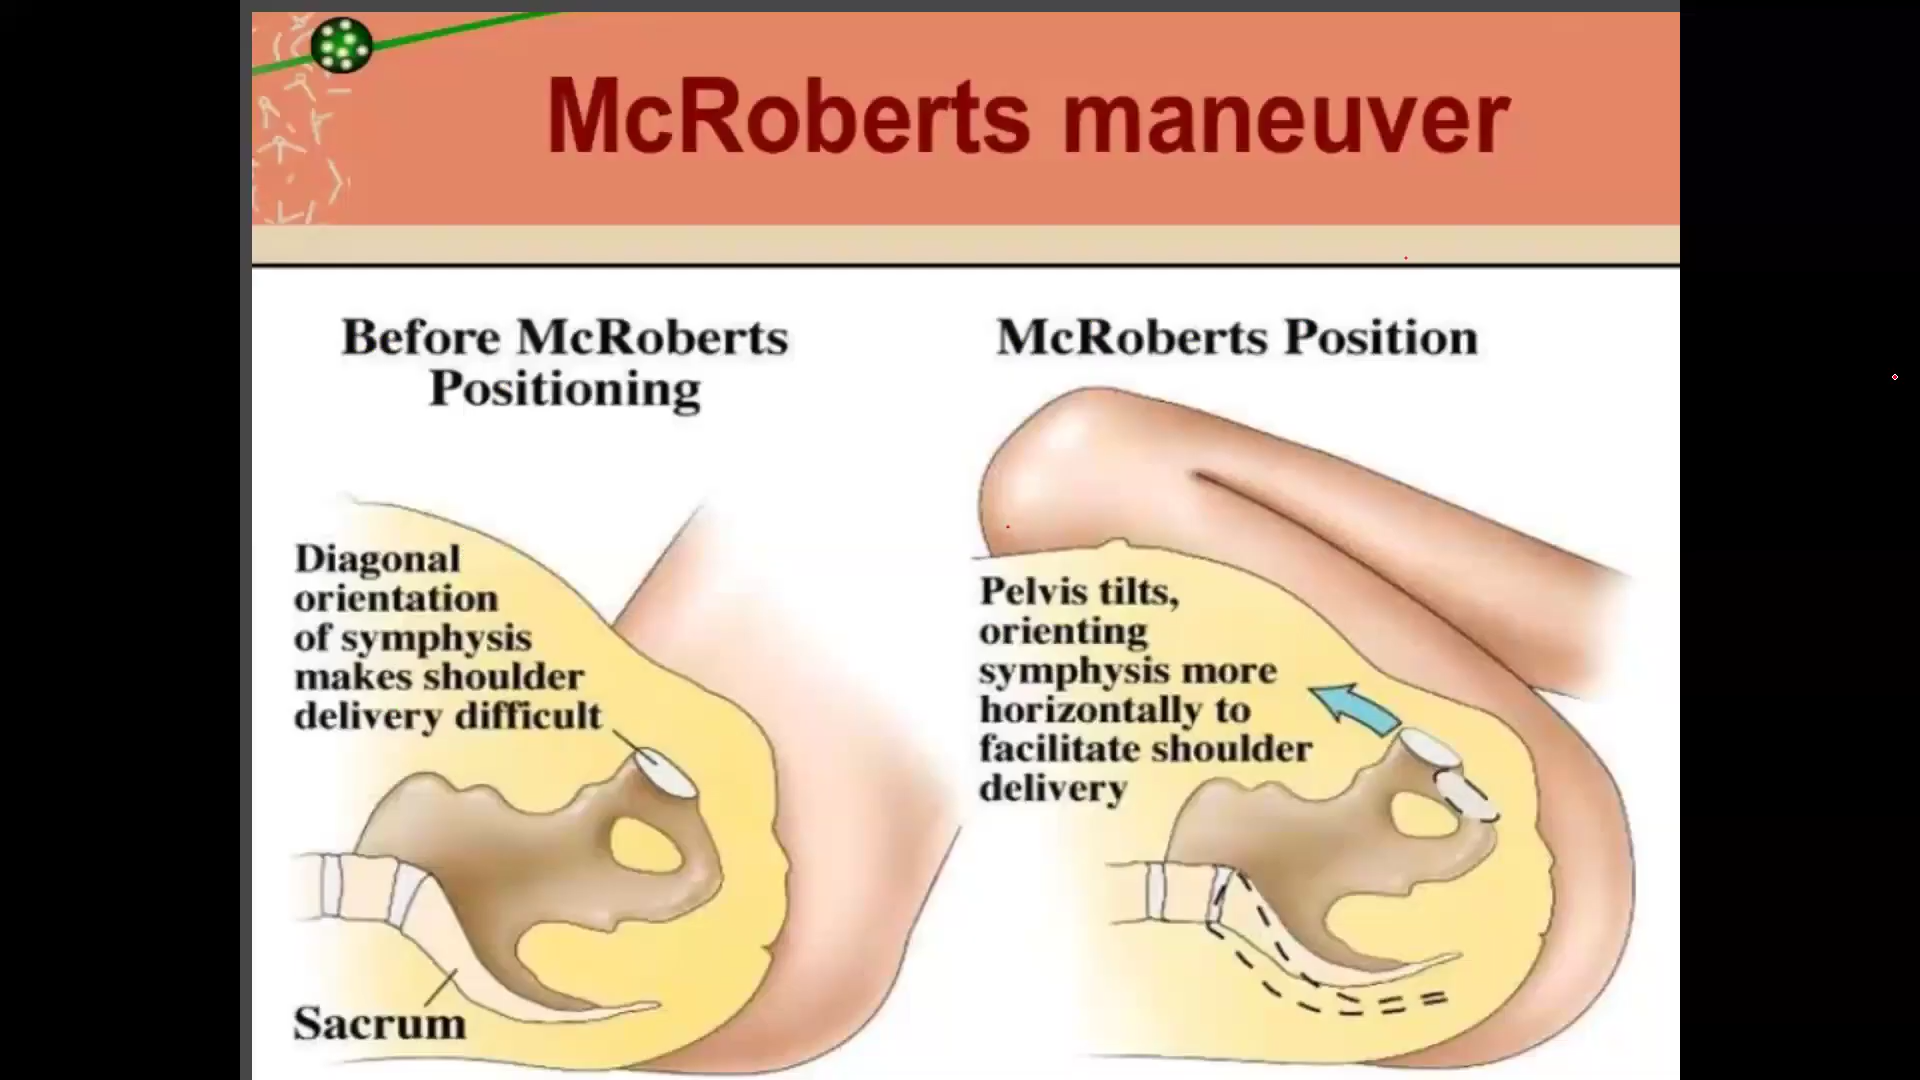 McRoberts maneuver
Before McRoberts
Positioning
Diagonal
orientation
of symphysis
makes shoulder
delivery difficult
Sacrum
McRoberts Position
Pelvis tilts,
orienting
symphysis more
horizontally to
facilitate shoulder
delivery